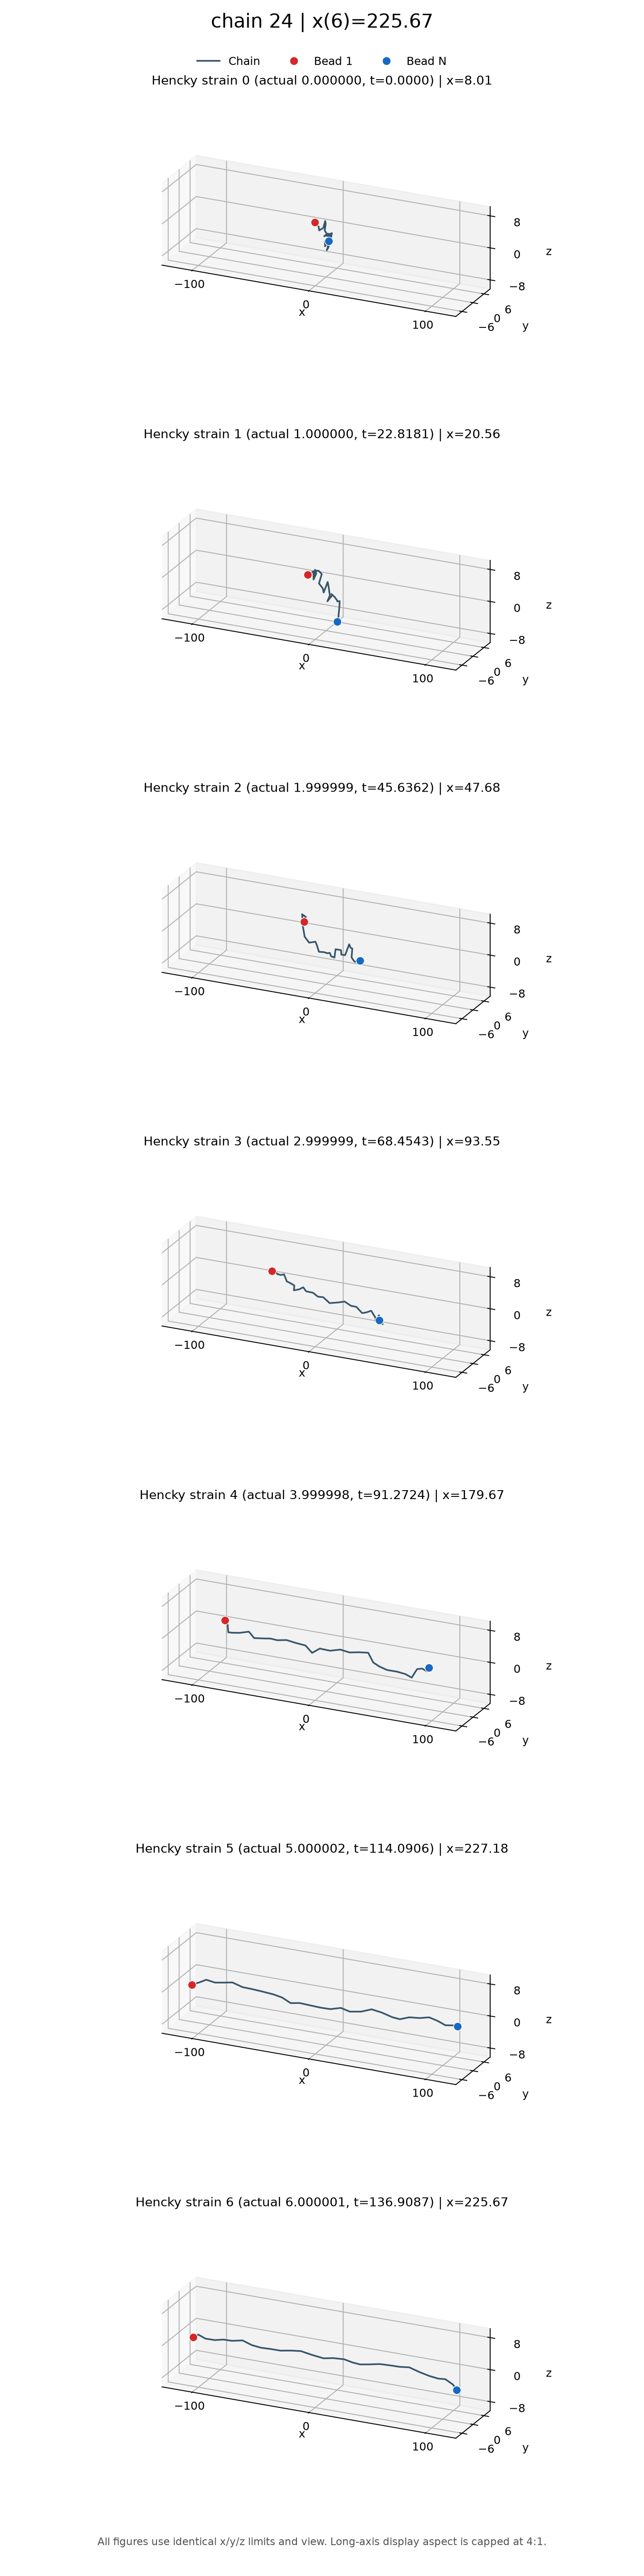 chain 24 | x(6)=225.67
Chain
Bead 1
Bead N
Hencky strain 0 (actual 0.000000, t=0.0000) | x=8.01
8
0
−8
z
−100
0
100
x
−6
0
6
y
Hencky strain 1 (actual 1.000000, t=22.8181) | x=20.56
8
0
−8
z
−100
0
100
x
−6
0
6
y
Hencky strain 2 (actual 1.999999, t=45.6362) | x=47.68
8
0
−8
z
−100
0
100
x
−6
0
6
y
Hencky strain 3 (actual 2.999999, t=68.4543) | x=93.55
8
0
−8
z
−100
0
100
x
−6
0
6
y
Hencky strain 4 (actual 3.999998, t=91.2724) | x=179.67
8
0
−8
z
−100
0
100
x
−6
0
6
y
Hencky strain 5 (actual 5.000002, t=114.0906) | x=227.18
8
0
−8
z
−100
0
100
x
−6
0
6
y
Hencky strain 6 (actual 6.000001, t=136.9087) | x=225.67
8
0
−8
z
−100
0
100
x
−6
0
6
y
All figures use identical x/y/z limits and view. Long-axis display aspect is capped at 4:1.